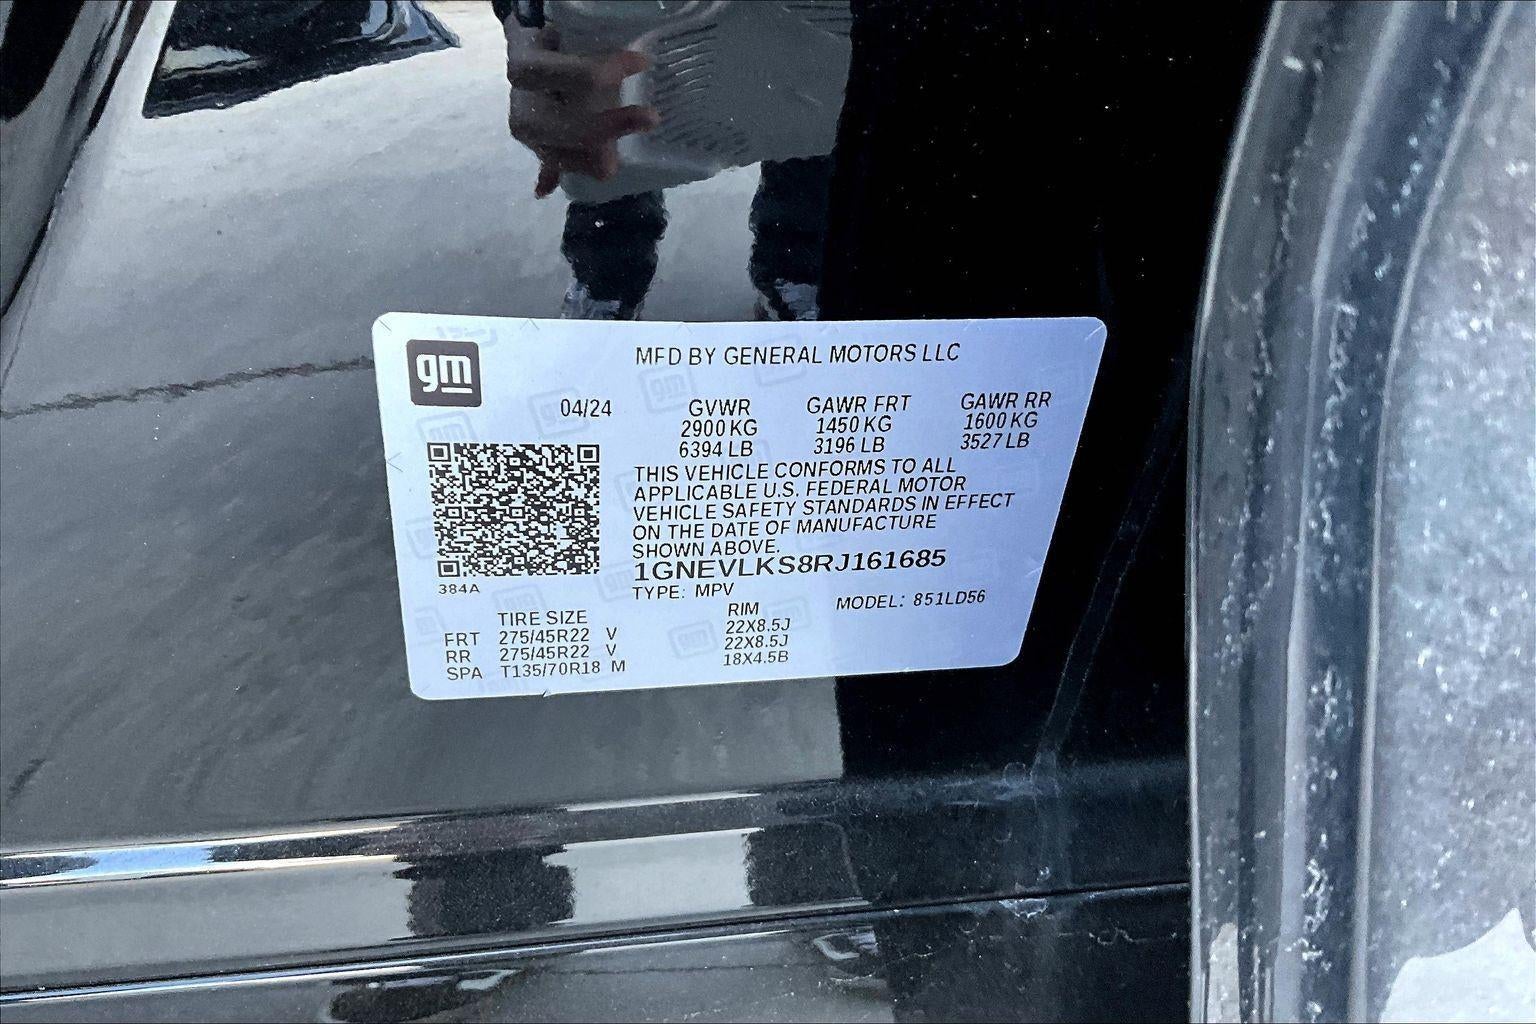 gm
MFD BY GENERAL MOTORS LLC
04/24 GVWR GAWR FRT GAWR RR
2900 KG 1450 KG 1600 KG
6394 LB 3196 LB 3527 LB
THIS VEHICLE CONFORMS TO ALL
APPLICABLE U.S. FEDERAL MOTOR
VEHICLE SAFETY STANDARDS IN EFFECT
ON THE DATE OF MANUFACTURE
SHOWN ABOVE.
1GNEVLKS8RJ161685
384A
TYPE: MPV MODEL: 851LD56
TIRE SIZE RIM
FRT 275/45R22 V 22X8.5J
RR 275/45R22 V 22X8.5J
SPA T135/70R18 M 18X4.5B